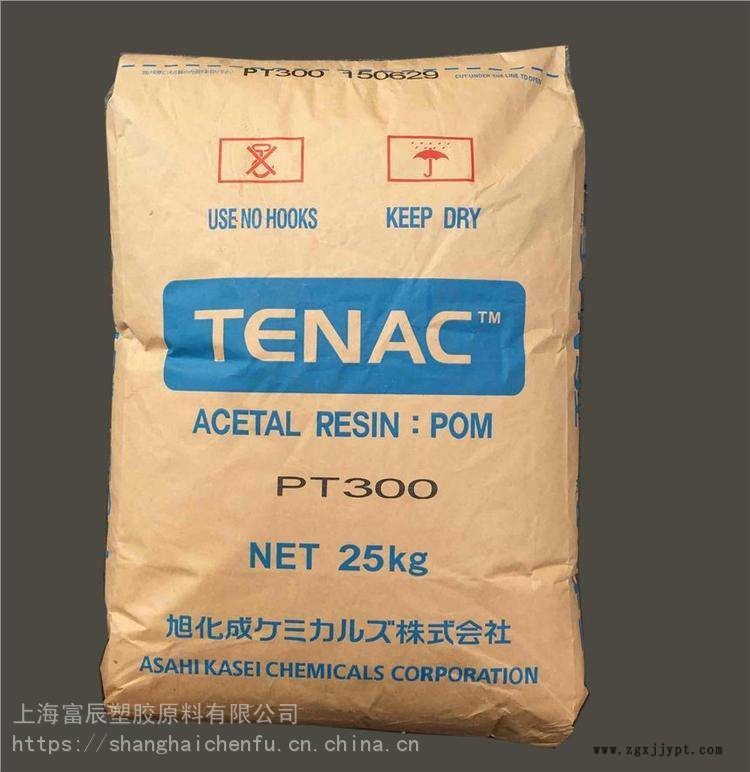 PT300 150629
CUT UNDER the LINE TO OPEN
USE NO HOOKS
KEEP DRY
TENAC™
ACETAL RESIN : POM
PT300
NET 25kg
旭化成ケミカルズ株式会社
ASAHI KASEI CHEMICALS CORPORATION
上海富辰塑胶原料有限公司
https://shanghaichenfu.cn.china.cn
www.zgxjjypt.com